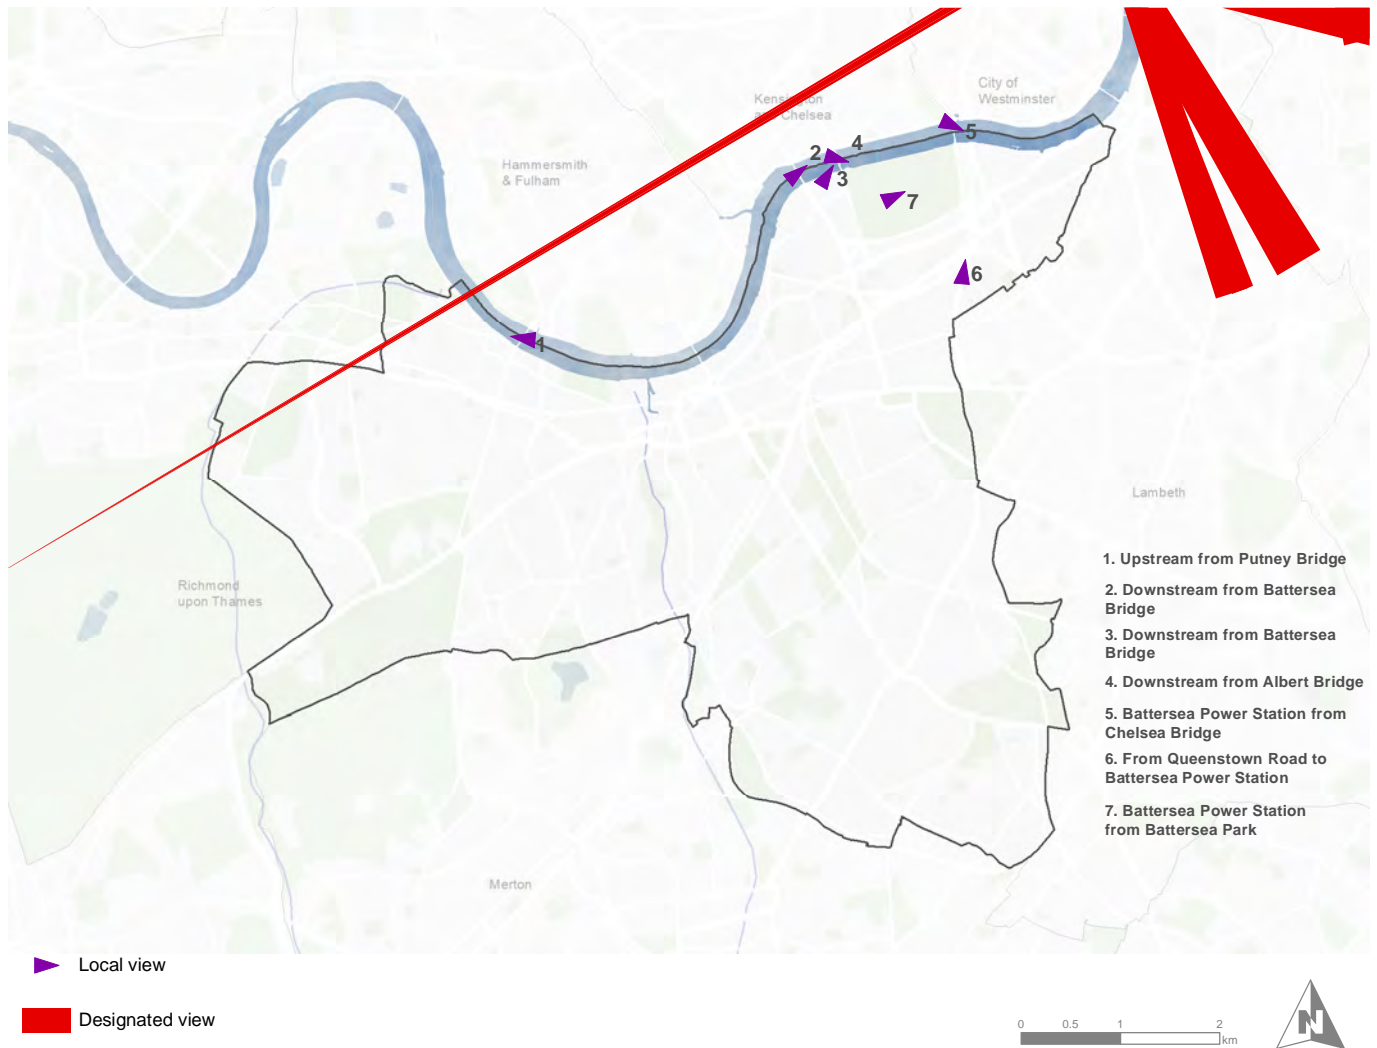 City of
Westminster
Kensington
and Chelsea
Hammersmith
& Fulham
5
4
2
3
7
6
1
Lambeth
Richmond
upon Thames
Merton
1. Upstream from Putney Bridge
2. Downstream from Battersea
Bridge
3. Downstream from Battersea
Bridge
4. Downstream from Albert Bridge
5. Battersea Power Station from
Chelsea Bridge
6. From Queenstown Road to
Battersea Power Station
7. Battersea Power Station
from Battersea Park
Local view
Designated view
0 0.5 1 2
km
N